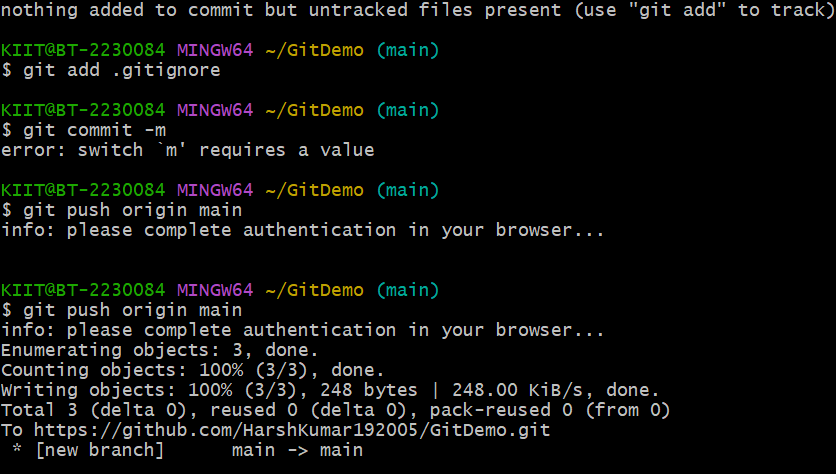 nothing added to commit but untracked files present (use "git add" to track)
KIIT@BT-2230084 MINGW64 ~/GitDemo (main)
$ git add .gitignore
KIIT@BT-2230084 MINGW64 ~/GitDemo (main)
$ git commit -m
error: switch `m' requires a value
KIIT@BT-2230084 MINGW64 ~/GitDemo (main)
$ git push origin main
info: please complete authentication in your browser...
KIIT@BT-2230084 MINGW64 ~/GitDemo (main)
$ git push origin main
info: please complete authentication in your browser...
Enumerating objects: 3, done.
Counting objects: 100% (3/3), done.
Writing objects: 100% (3/3), 248 bytes | 248.00 KiB/s, done.
Total 3 (delta 0), reused 0 (delta 0), pack-reused 0 (from 0)
To https://github.com/HarshKumar192005/GitDemo.git
 * [new branch]      main -> main